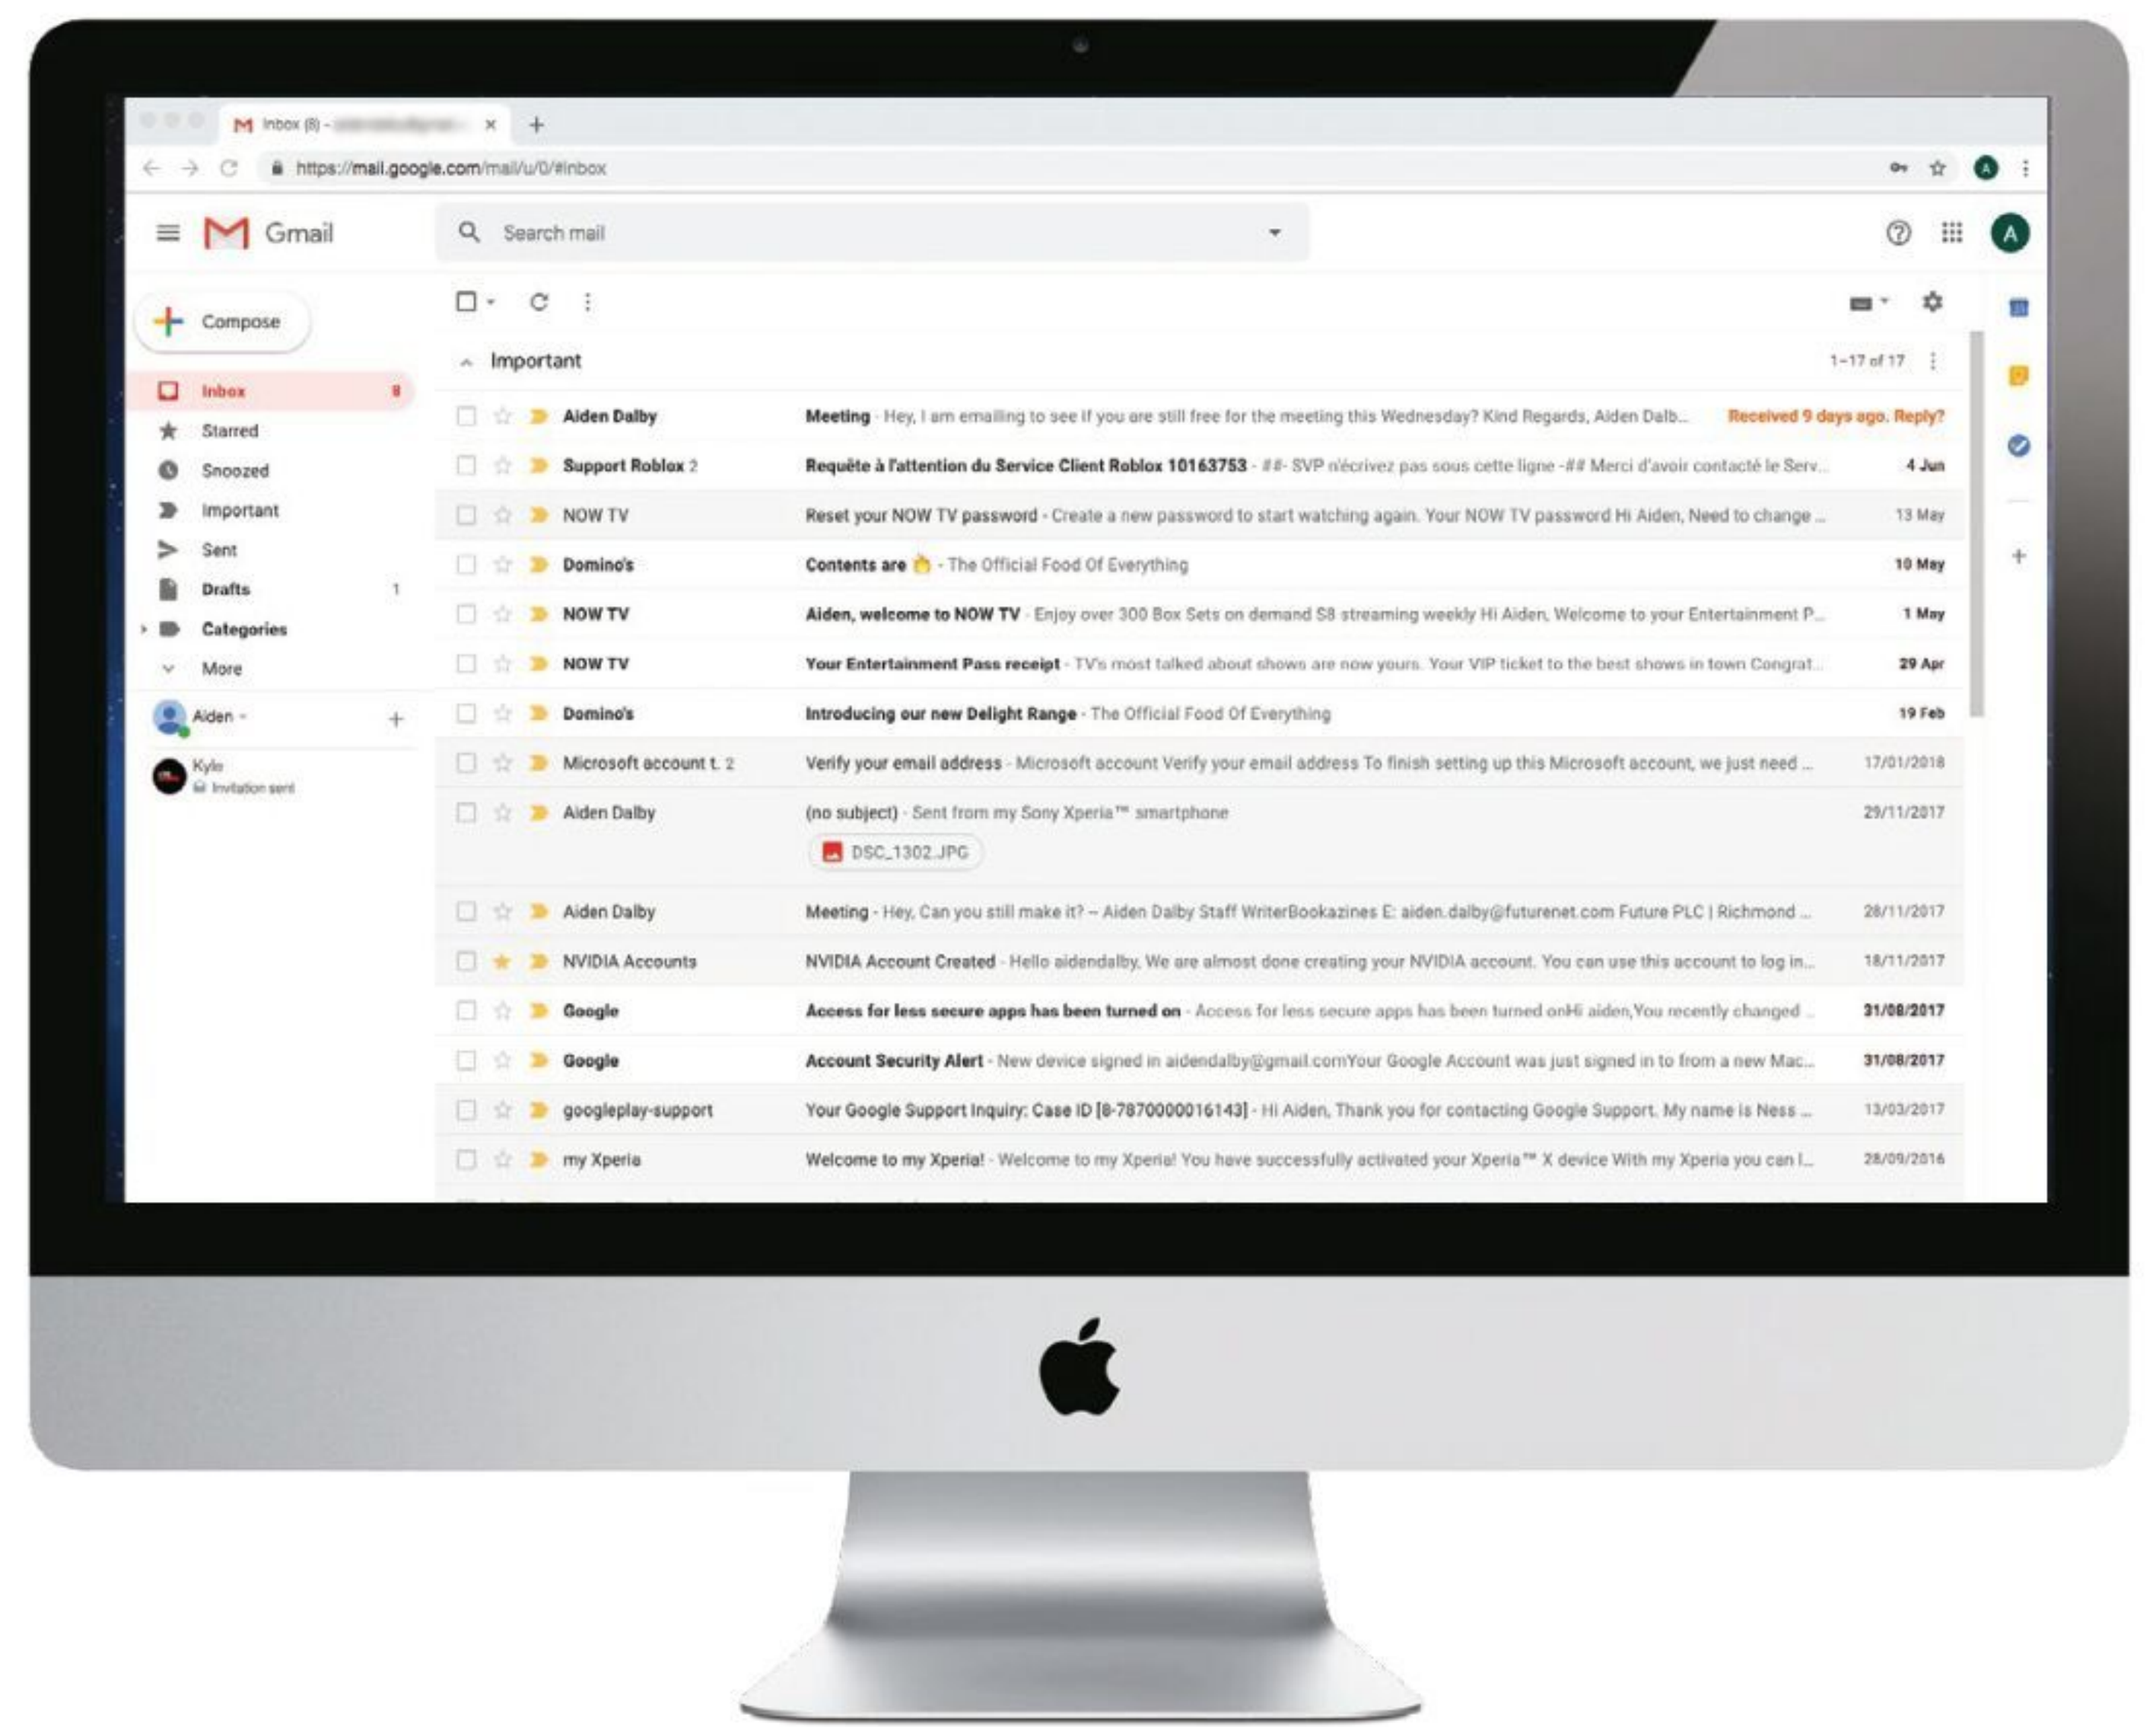 Inbox (8) -
https://mail.google.com/mail/u/0/#inbox
A
Gmail
Search mail
A
Compose
Important
1–17 of 17
Inbox 8
Starred
Snoozed
Important
Sent
Drafts 1
Categories
More
Aiden
Kyle
Invitation sent
Aiden Dalby Meeting - Hey, I am emailing to see if you are still free for the meeting this Wednesday? Kind Regards, Aiden Dalb... Received 9 days ago. Reply?
Support Roblox 2 Requête à l'attention du Service Client Roblox 10163753 - ##- SVP n'écrivez pas sous cette ligne -## Merci d'avoir contacté le Serv... 4 Jun
NOW TV Reset your NOW TV password - Create a new password to start watching again. Your NOW TV password Hi Aiden, Need to change ... 13 May
Domino's Contents are 🔥 - The Official Food Of Everything 10 May
NOW TV Aiden, welcome to NOW TV - Enjoy over 300 Box Sets on demand S8 streaming weekly Hi Aiden, Welcome to your Entertainment P... 1 May
NOW TV Your Entertainment Pass receipt - TV's most talked about shows are now yours. Your VIP ticket to the best shows in town Congrat... 29 Apr
Domino's Introducing our new Delight Range - The Official Food Of Everything 19 Feb
Microsoft account t. 2 Verify your email address - Microsoft account Verify your email address To finish setting up this Microsoft account, we just need ... 17/01/2018
Aiden Dalby (no subject) - Sent from my Sony Xperia™ smartphone 29/11/2017
DSC_1302.JPG
Aiden Dalby Meeting - Hey, Can you still make it? -- Aiden Dalby Staff WriterBookazines E: aiden.dalby@futurenet.com Future PLC | Richmond ... 28/11/2017
NVIDIA Accounts NVIDIA Account Created - Hello aidendalby, We are almost done creating your NVIDIA account. You can use this account to log in... 18/11/2017
Google Access for less secure apps has been turned on - Access for less secure apps has been turned onHi aiden,You recently changed ... 31/08/2017
Google Account Security Alert - New device signed in aidendalby@gmail.comYour Google Account was just signed in to from a new Mac... 31/08/2017
googleplay-support Your Google Support Inquiry: Case ID [8-7870000016143] - Hi Aiden, Thank you for contacting Google Support. My name is Ness ... 13/03/2017
my Xperia Welcome to my Xperia! - Welcome to my Xperia! You have successfully activated your Xperia™ X device With my Xperia you can l... 28/09/2016